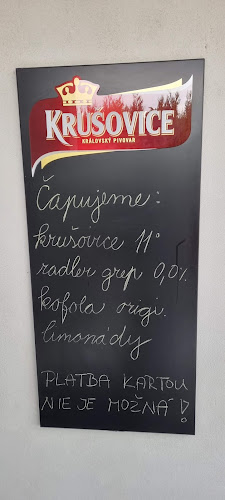 KRUŠOVICE
KRÁLOVSKÝ PIVOVAR
Čapujeme:
krušovice 11°
radler grep 0,0%
kofola origi.
limonády
PLATBA KARTOU
NIE JE MOŽNÁ!